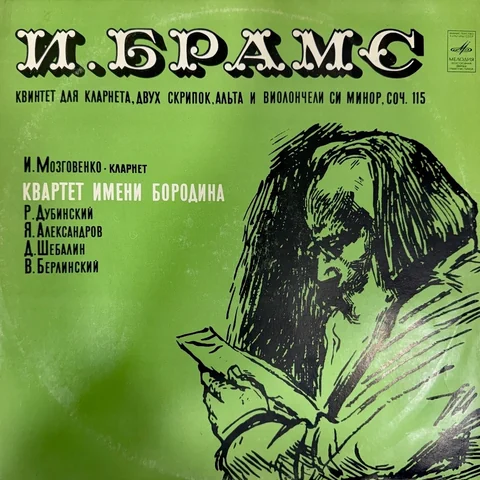 И. БРАМС
КВИНТЕТ ДЛЯ КЛАРНЕТА, ДВУХ СКРИПОК, АЛЬТА И ВИОЛОНЧЕЛИ СИ МИНОР, СОЧ. 115
МЕЛОДИЯ
И. МОЗГОВЕНКО - КЛАРНЕТ
КВАРТЕТ ИМЕНИ БОРОДИНА
Р. ДУБИНСКИЙ
Я. АЛЕКСАНДРОВ
Д. ШЕБАЛИН
В. БЕРЛИНСКИЙ